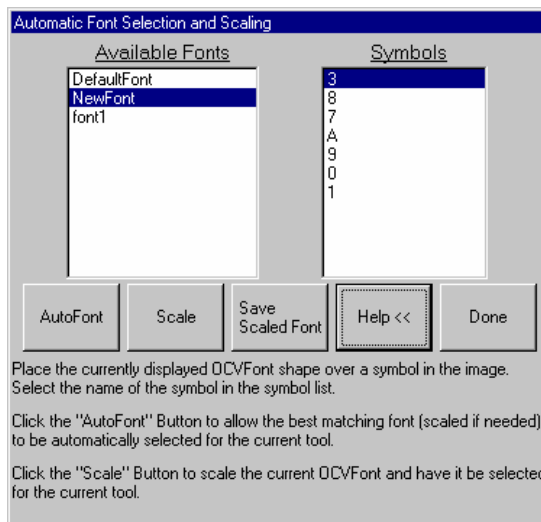 Automatic Font Selection and Scaling
Available Fonts
Symbols
DefaultFont
NewFont
font1
3
8
7
A
9
0
1
AutoFont
Scale
Save
Scaled Font
Help <<
Done
Place the currently displayed OCVFont shape over a symbol in the image.
Select the name of the symbol in the symbol list.
Click the "AutoFont" Button to allow the best matching font (scaled if needed)
to be automatically selected for the current tool.
Click the "Scale" Button to scale the current OCVFont and have it be selected
for the current tool.